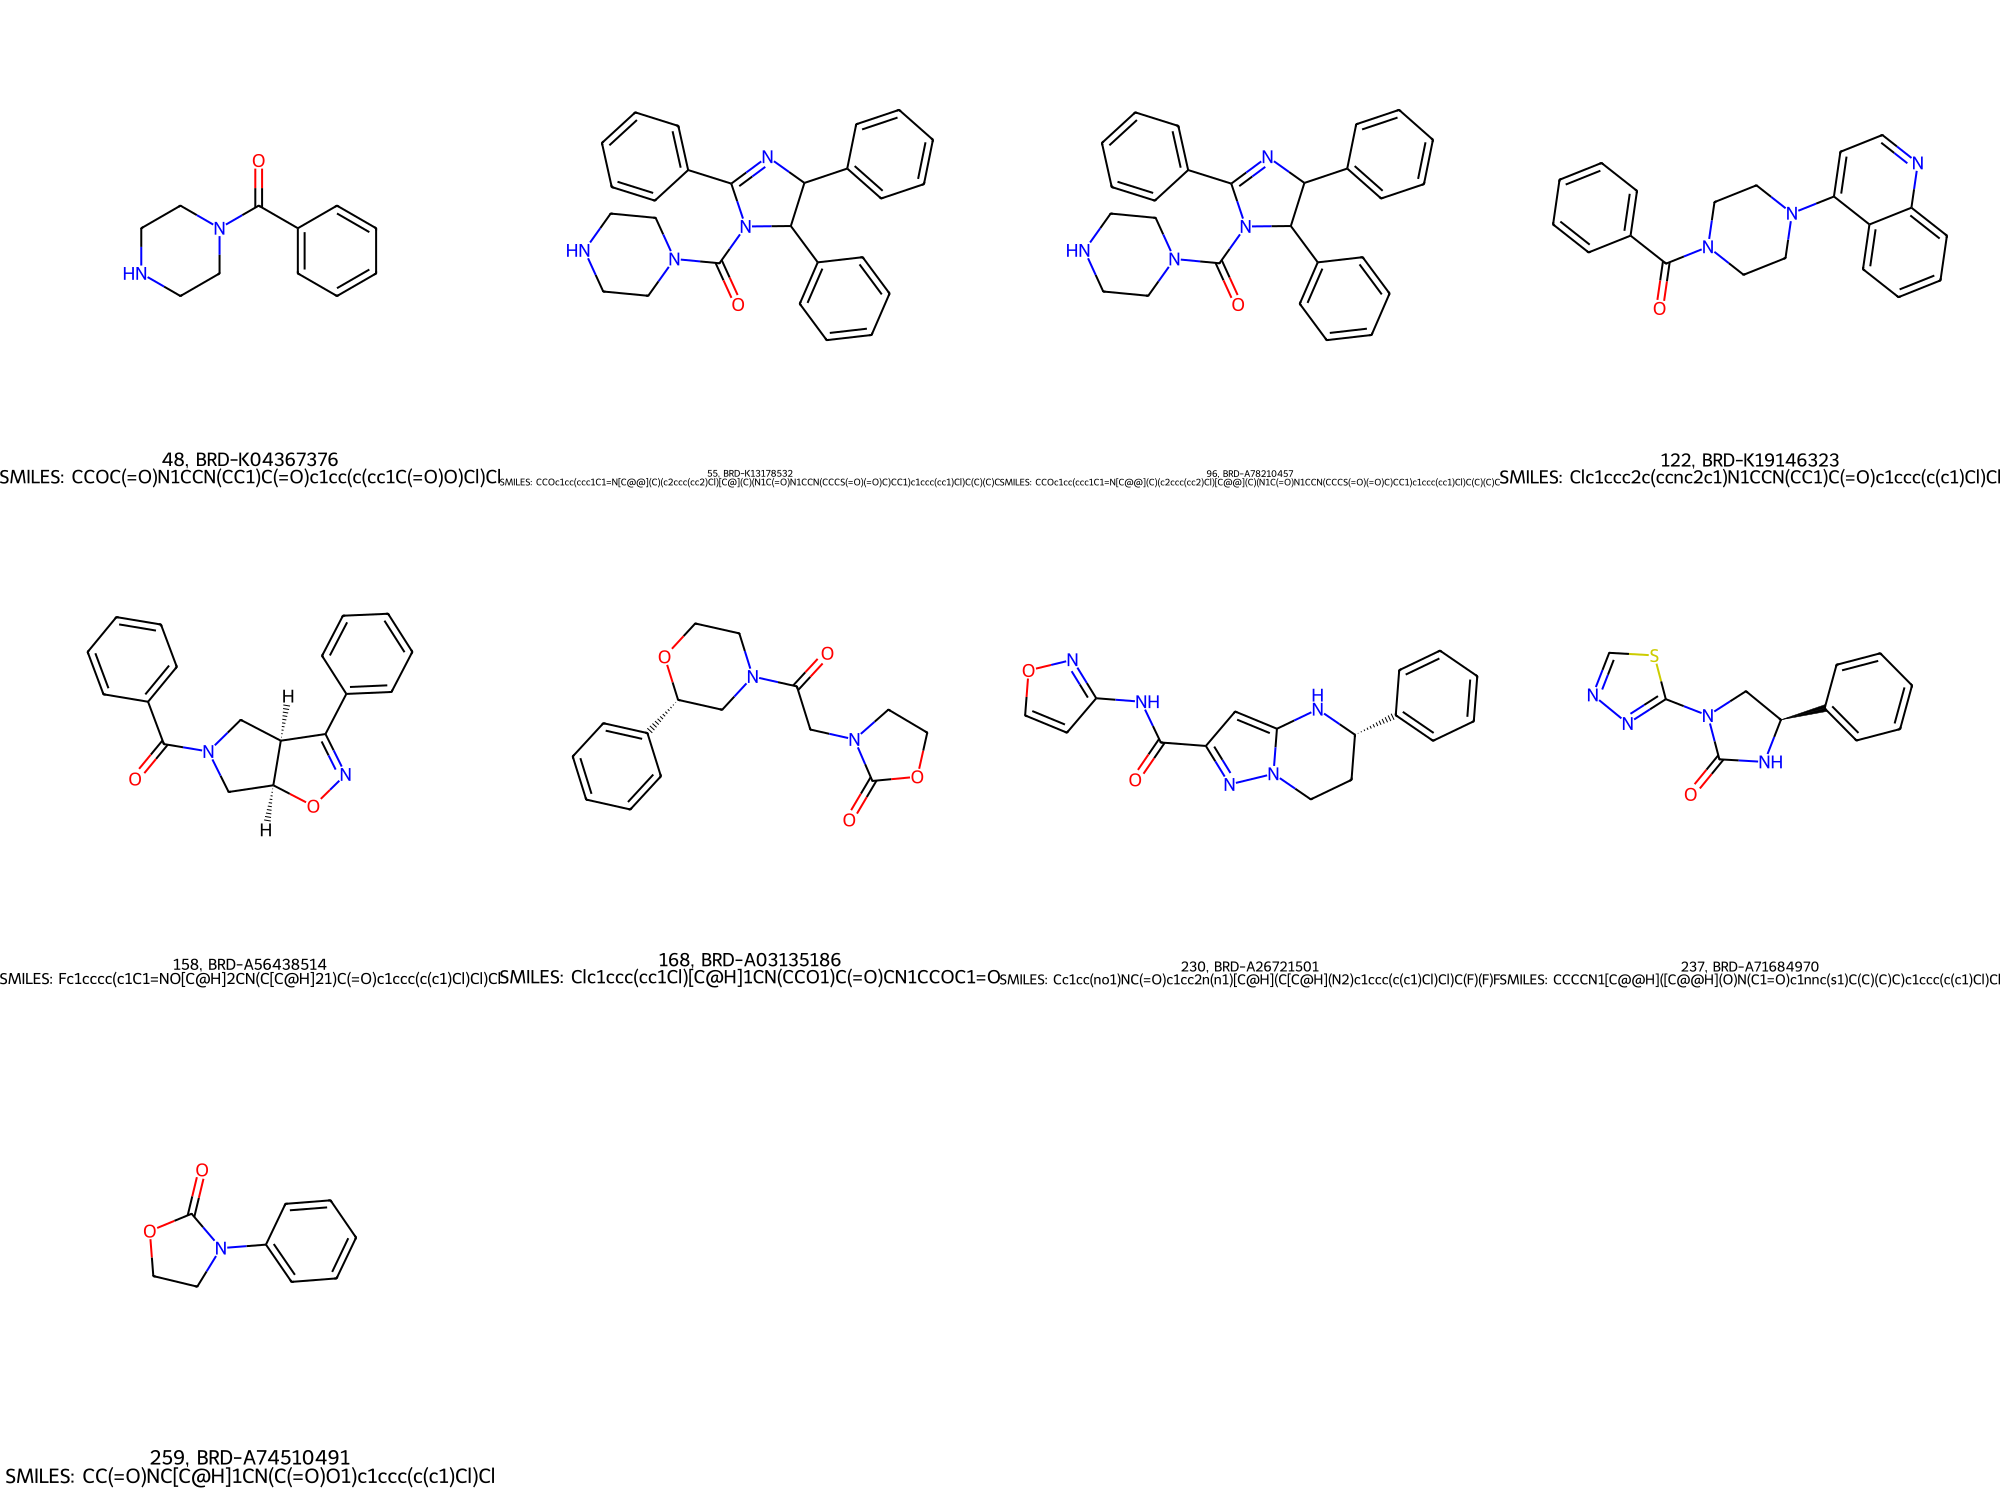 O
N
HN
N
HN
N
N
O
N
HN
N
N
O
N
N
N
O
48, BRD-K04367376
SMILES: CCOC(=O)N1CCN(CC1)C(=O)c1cc(c(cc1C(=O)O)Cl)Cl
55, BRD-K13178532
SMILES: CCOc1cc(ccc1C1=N[C@@](C)(c2ccc(cc2)Cl)[C@](C)(N1C(=O)N1CCN(CCCS(=O)(=O)C)CC1)c1ccc(cc1)Cl)C(C)(C)C
96, BRD-A78210457
SMILES: CCOc1cc(ccc1C1=N[C@@](C)(c2ccc(cc2)Cl)[C@@](C)(N1C(=O)N1CCN(CCCS(=O)(=O)C)CC1)c1ccc(cc1)Cl)C(C)(C)C
122, BRD-K19146323
SMILES: Clc1ccc2c(ccnc2c1)N1CCN(CC1)C(=O)c1ccc(c(c1)Cl)Cl
O
N
H
H
N
O
O
N
O
N
O
O
O
N
NH
O
N
N
H
N
N
N
S
N
NH
O
158, BRD-A56438514
SMILES: Fc1cccc(c1C1=NO[C@H]2CN(C[C@H]21)C(=O)c1ccc(c(c1)Cl)Cl)Cl
168, BRD-A03135186
SMILES: Clc1ccc(cc1Cl)[C@H]1CN(CCO1)C(=O)CN1CCOC1=O
230, BRD-A26721501
SMILES: Cc1cc(no1)NC(=O)c1cc2n(n1)[C@H](C[C@H](N2)c1ccc(c(c1)Cl)Cl)C(F)(F)F
237, BRD-A71684970
SMILES: CCCCN1[C@@H]([C@@H](O)N(C1=O)c1nnc(s1)C(C)(C)C)c1ccc(c(c1)Cl)Cl
O
O
N
259, BRD-A74510491
SMILES: CC(=O)NC[C@H]1CN(C(=O)O1)c1ccc(c(c1)Cl)Cl